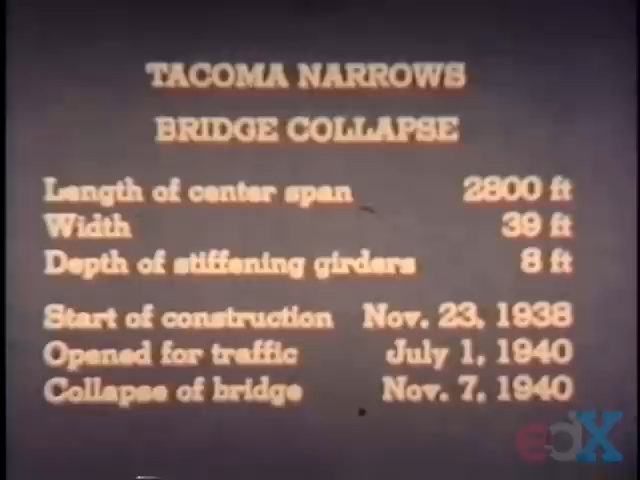 TACOMA NARROWS
BRIDGE COLLAPSE
Length of center span 2800 ft
Width 39 ft
Depth of stiffening girders 8 ft
Start of construction Nov. 23, 1938
Opened for traffic July 1, 1940
Collapse of bridge Nov. 7, 1940
edX